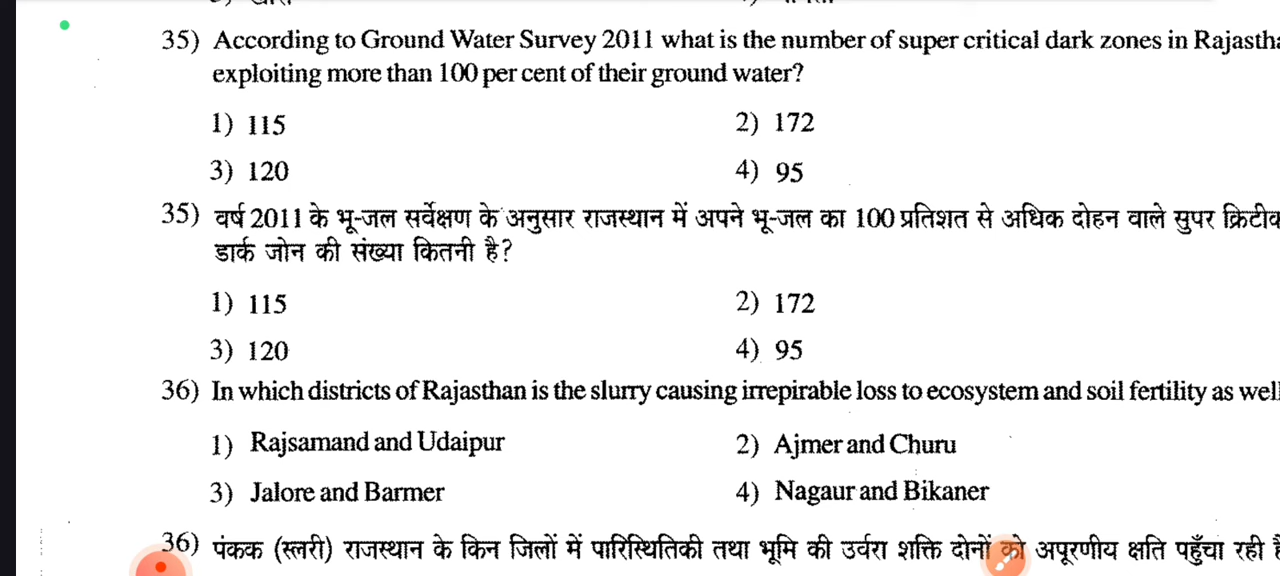 35) According to Ground Water Survey 2011 what is the number of super critical dark zones in
exploiting more than 100 per cent of their ground water?
1) 115 2) 172
3) 120 4) 95
35) वर्ष 2011 के भू-जल सर्वेक्षण के अनुसार राजस्थान में अपने भू-जल का 100 प्रतिशत से अधिक दोहन वाले सुपर
डार्क जोन की संख्या कितनी है?
1) 115 2) 172
3) 120 4) 95
36) In which districts of Rajasthan is the slurry causing irrepirable loss to ecosystem and soil fertility as well
1) Rajsamand and Udaipur 2) Ajmer and Churu
3) Jalore and Barmer 4) Nagaur and Bikaner
36) पंकक (स्लरी) राजस्थान के किन जिलों में पारिस्थितिकी तथा भूमि की उर्वरा शक्ति दोनों को अपूरणीय क्षति पहुँचा रही